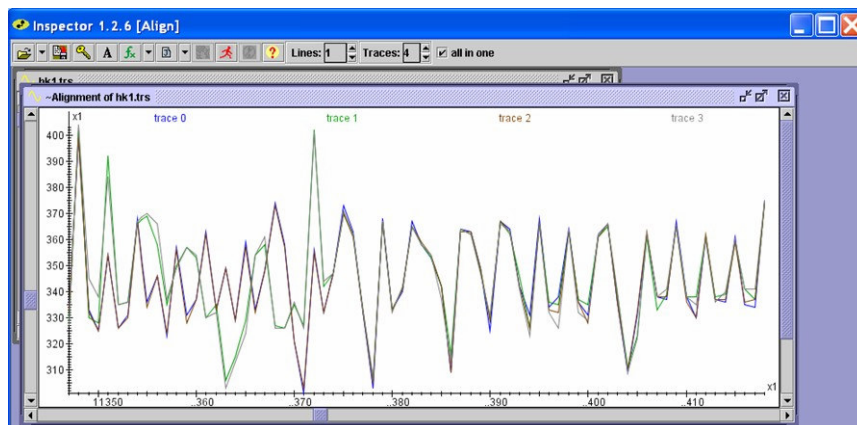 Inspector 1.2.6 [Align]
A fx ? Lines: 1 Traces: 4 all in one
hk1.trs
~Alignment of hk1.trs
x1 trace 0 trace 1 trace 2 trace 3
400
390
380
370
360
350
340
330
320
310
x1
11350 ..360 ..370 ..380 ..390 ..400 ..410